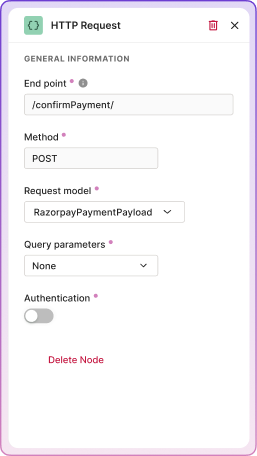 HTTP Request
GENERAL INFORMATION
End point *
/confirmPayment/
Method *
POST
Request model *
RazorpayPaymentPayload
Query parameters *
None
Authentication *
Delete Node